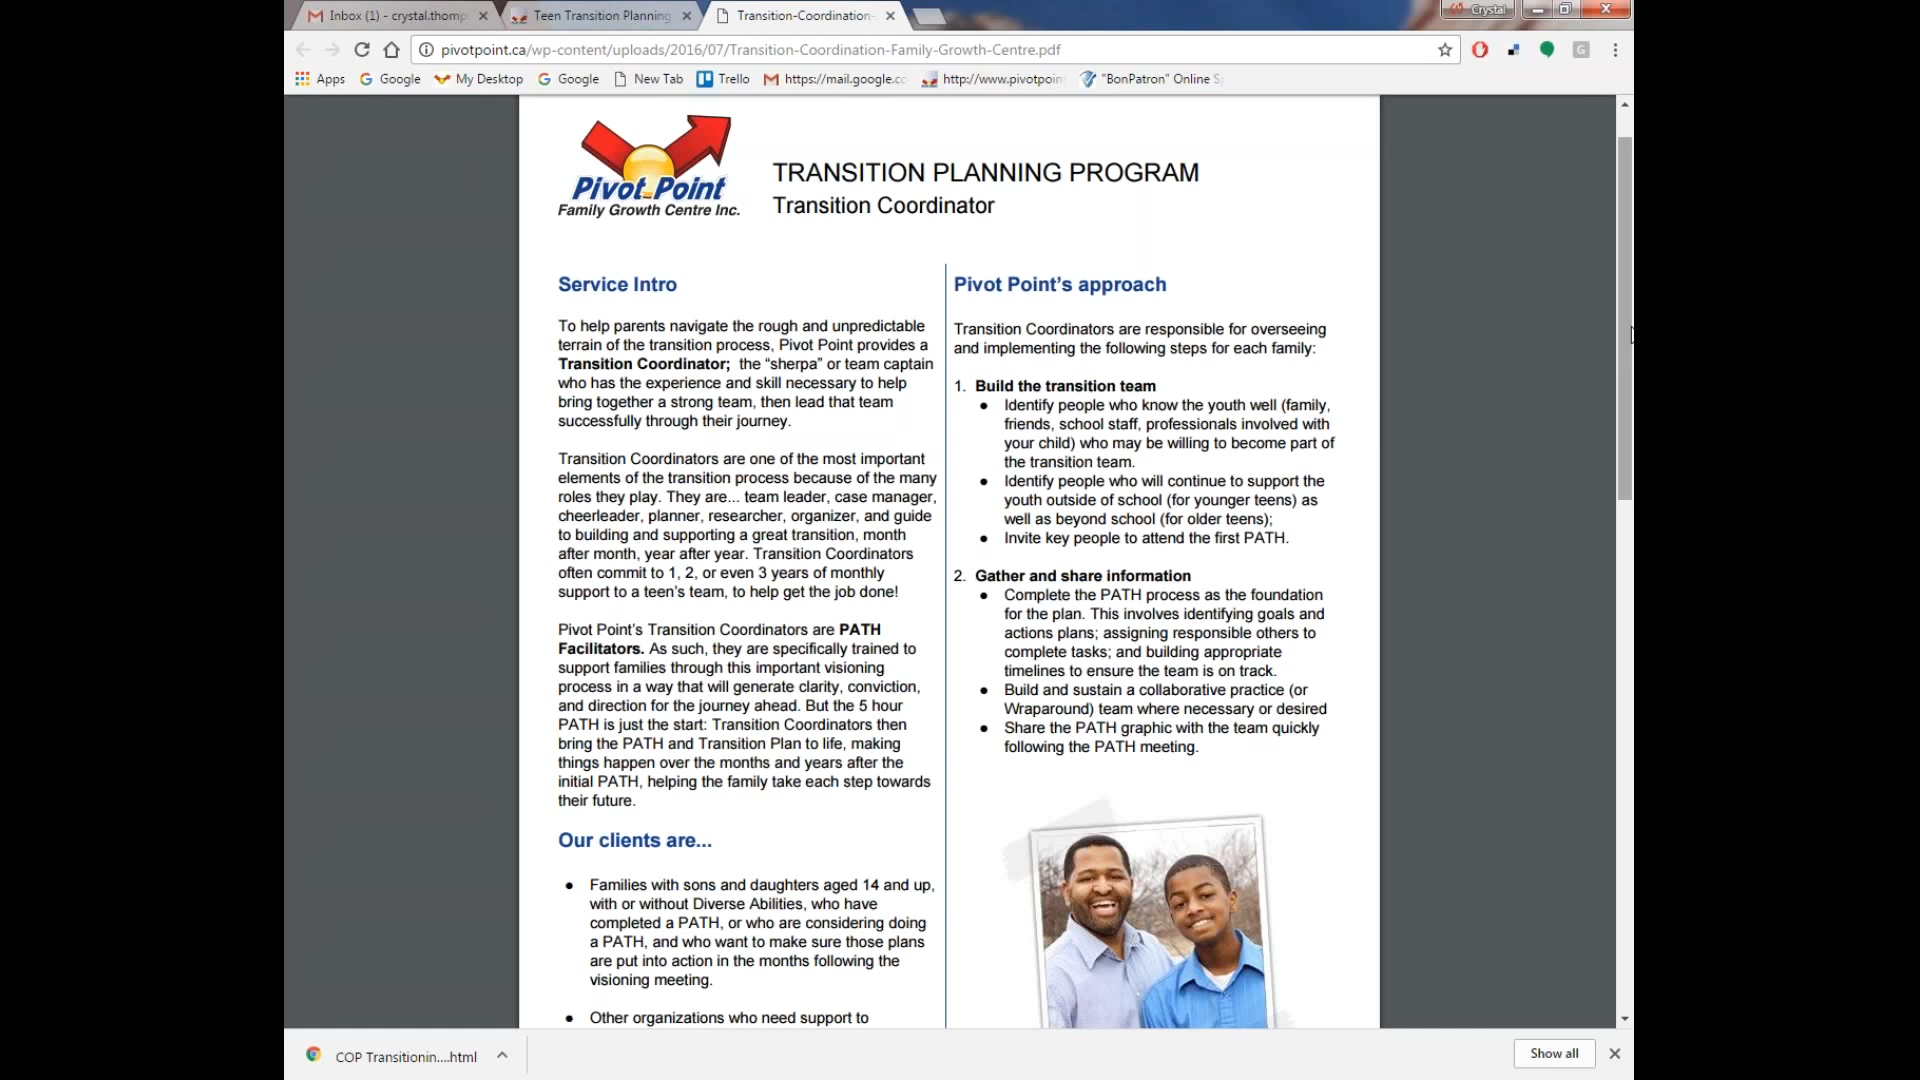 Inbox (1) - crystal.thomp
Teen Transition Planning
Transition-Coordination-
Crystal
pivotpoint.ca/wp-content/uploads/2016/07/Transition-Coordination-Family-Growth-Centre.pdf
Apps
Google
My Desktop
Google
New Tab
Trello
https://mail.google.cc
http://www.pivotpoin
"BonPatron" Online S
Pivot Point
Family Growth Centre Inc.
TRANSITION PLANNING PROGRAM
Transition Coordinator
Service Intro
To help parents navigate the rough and unpredictable
terrain of the transition process, Pivot Point provides a
Transition Coordinator; the “sherpa” or team captain
who has the experience and skill necessary to help
bring together a strong team, then lead that team
successfully through their journey.
Transition Coordinators are one of the most important
elements of the transition process because of the many
roles they play. They are... team leader, case manager,
cheerleader, planner, researcher, organizer, and guide
to building and supporting a great transition, month
after month, year after year. Transition Coordinators
often commit to 1, 2, or even 3 years of monthly
support to a teen’s team, to help get the job done!
Pivot Point’s Transition Coordinators are PATH
Facilitators. As such, they are specifically trained to
support families through this important visioning
process in a way that will generate clarity, conviction,
and direction for the journey ahead. But the 5 hour
PATH is just the start: Transition Coordinators then
bring the PATH and Transition Plan to life, making
things happen over the months and years after the
initial PATH, helping the family take each step towards
their future.
Our clients are...
● Families with sons and daughters aged 14 and up,
with or without Diverse Abilities, who have
completed a PATH, or who are considering doing
a PATH, and who want to make sure those plans
are put into action in the months following the
visioning meeting.
● Other organizations who need support to
Pivot Point’s approach
Transition Coordinators are responsible for overseeing
and implementing the following steps for each family:
1. Build the transition team
● Identify people who know the youth well (family,
friends, school staff, professionals involved with
your child) who may be willing to become part of
the transition team.
● Identify people who will continue to support the
youth outside of school (for younger teens) as
well as beyond school (for older teens);
● Invite key people to attend the first PATH.
2. Gather and share information
● Complete the PATH process as the foundation
for the plan. This involves identifying goals and
actions plans; assigning responsible others to
complete tasks; and building appropriate
timelines to ensure the team is on track.
● Build and sustain a collaborative practice (or
Wraparound) team where necessary or desired
● Share the PATH graphic with the team quickly
following the PATH meeting.
COP Transitionin....html
Show all